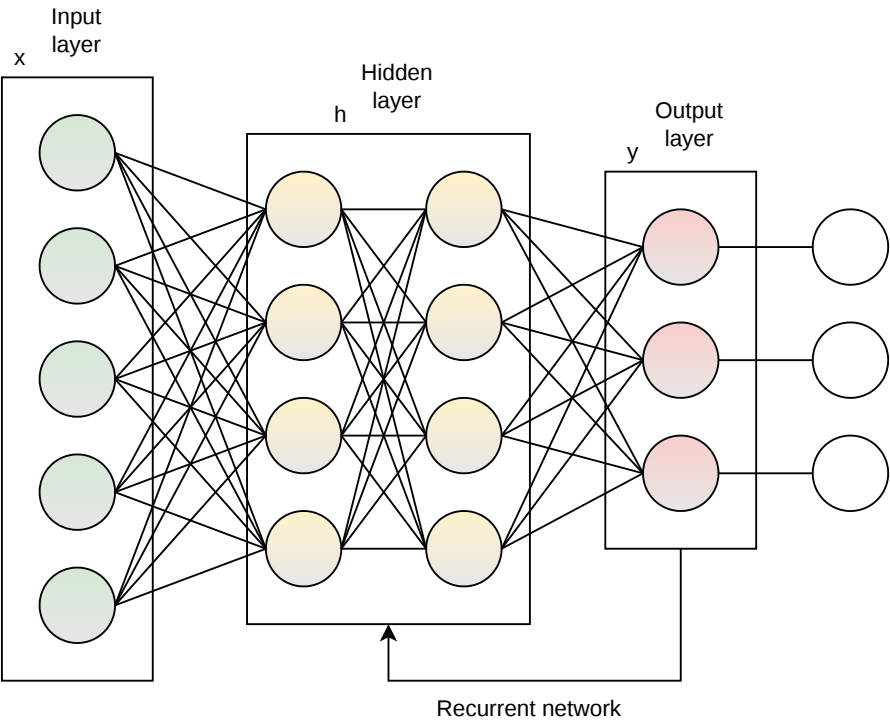 Input
layer
x
Hidden
layer
h
Output
layer
y
Recurrent network